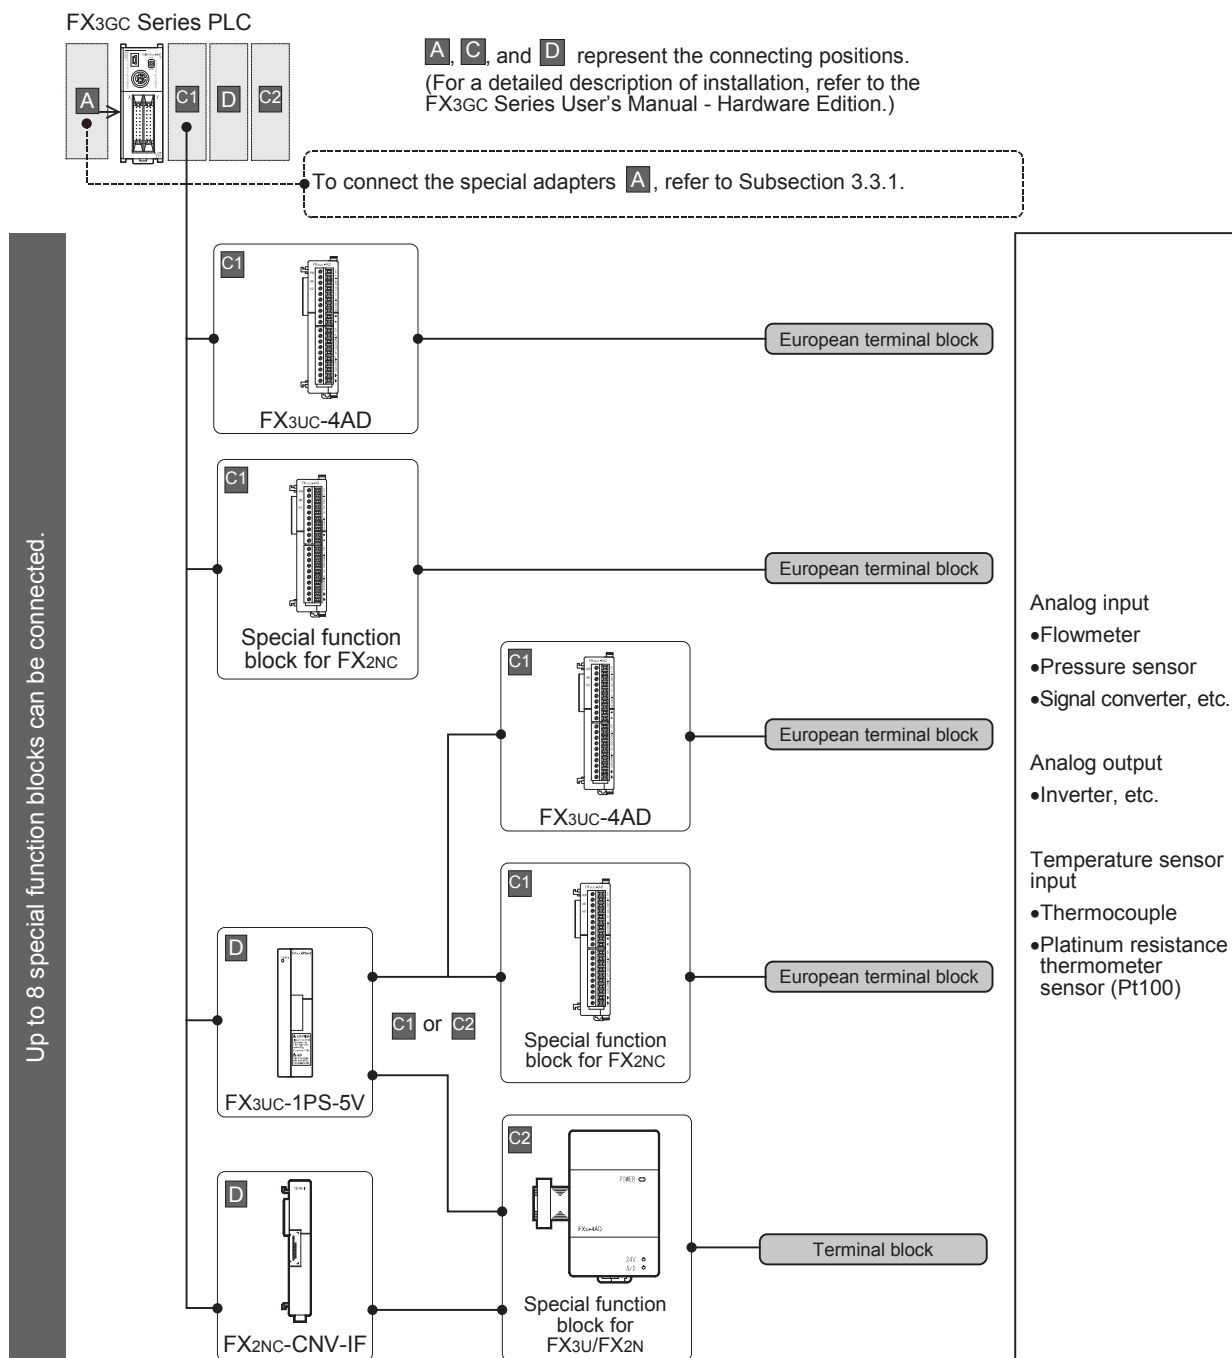 FX3GC Series PLC
A, C, and D represent the connecting positions.
(For a detailed description of installation, refer to the
FX3GC Series User's Manual - Hardware Edition.)
A C1 D C2
To connect the special adapters A, refer to Subsection 3.3.1.
Up to 8 special function blocks can be connected.
C1
FX3UC-4AD
European terminal block
C1
Special function
block for FX2NC
European terminal block
C1
FX3UC-4AD
European terminal block
C1
Special function
block for FX2NC
European terminal block
D
FX3UC-1PS-5V
C1 or C2
D
FX2NC-CNV-IF
C2
POWER
FX3U-4AD
24V
A/D
Special function
block for
FX3U/FX2N
Terminal block
Analog input
•Flowmeter
•Pressure sensor
•Signal converter, etc.
Analog output
•Inverter, etc.
Temperature sensor
input
•Thermocouple
•Platinum resistance
thermometer
sensor (Pt100)